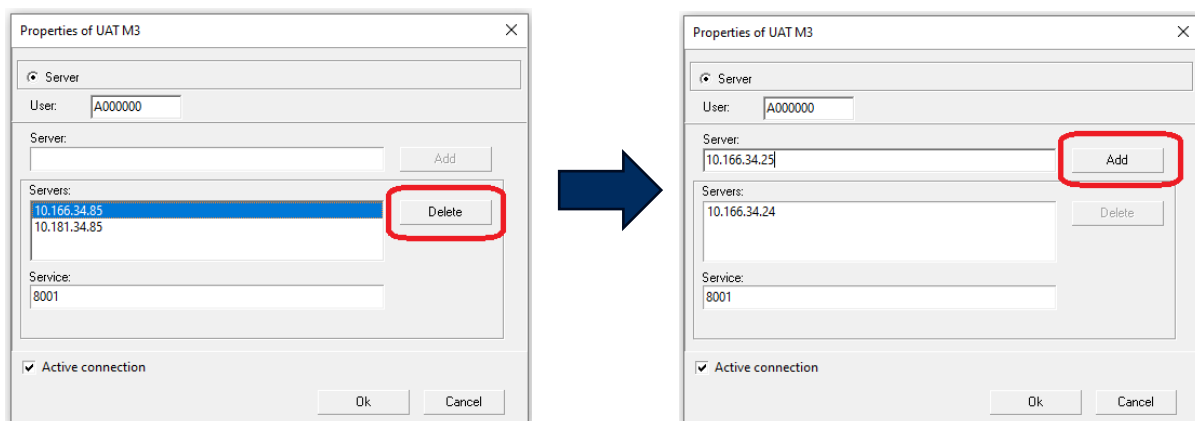 Properties of UAT M3
Server
User: A000000
Server:
Add
Servers:
10.166.34.85
10.181.34.85
Delete
Service:
8001
Active connection
Ok Cancel
Properties of UAT M3
Server
User: A000000
Server:
10.166.34.25 Add
Servers:
10.166.34.24 Delete
Service:
8001
Active connection
Ok Cancel